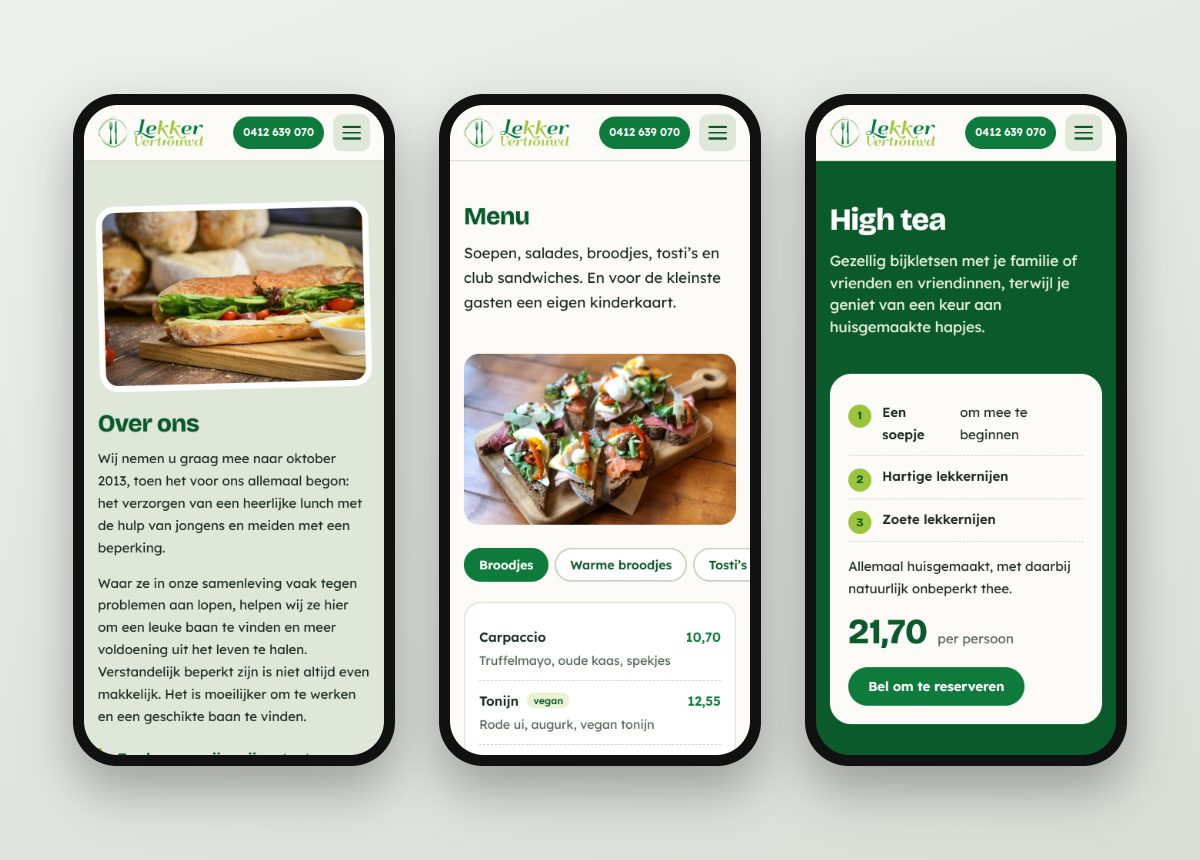 Lekker
Vertrouwd
0412 639 070
Over ons
Wij nemen u graag mee naar oktober
2013, toen het voor ons allemaal begon:
het verzorgen van een heerlijke lunch met
de hulp van jongens en meiden met een
beperking.
Waar ze in onze samenleving vaak tegen
problemen aan lopen, helpen wij ze hier
om een leuke baan te vinden en meer
voldoening uit het leven te halen.
Verstandelijk beperkt zijn is niet altijd even
makkelijk. Het is moeilijker om te werken
en een geschikte baan te vinden.
Lekker
Vertrouwd
0412 639 070
Menu
Soepen, salades, broodjes, tosti’s en
club sandwiches. En voor de kleinste
gasten een eigen kinderkaart.
Broodjes
Warme broodjes
Tosti’s
Carpaccio 10,70
Truffelmayo, oude kaas, spekjes
Tonijn vegan 12,55
Rode ui, augurk, vegan tonijn
Lekker
Vertrouwd
0412 639 070
High tea
Gezellig bijkletsen met je familie of
vrienden en vriendinnen, terwijl je
geniet van een keur aan
huisgemaakte hapjes.
1 Een om mee te
soepje beginnen
2 Hartige lekkernijen
3 Zoete lekkernijen
Allemaal huisgemaakt, met daarbij
natuurlijk onbeperkt thee.
21,70 per persoon
Bel om te reserveren